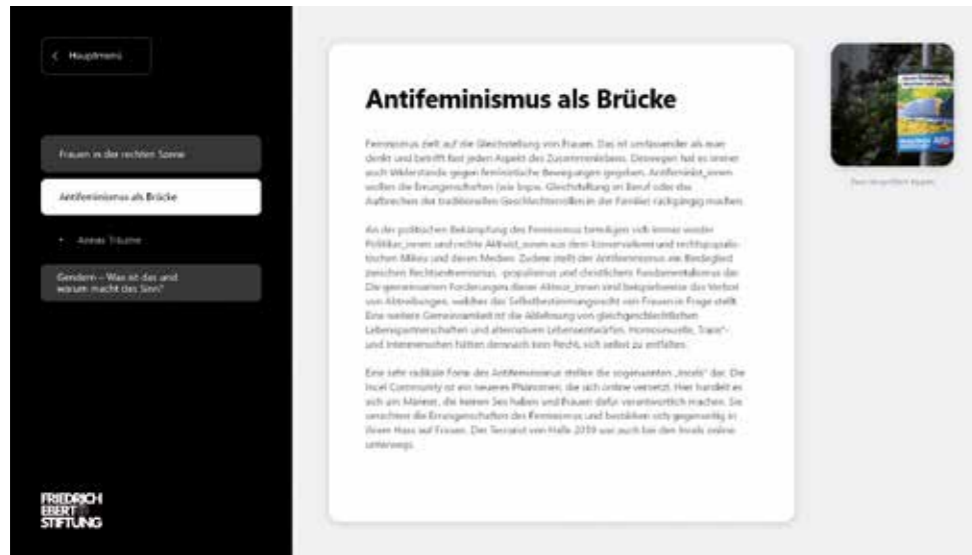 Hauptmenü
Frauen in der rechten Szene
Antifeminismus als Brücke
Annas Träume
Gendern – Was ist das und
warum macht das Sinn?
FRIEDRICH
EBERT
STIFTUNG
Antifeminismus als Brücke
Feminismus zielt auf die Gleichstellung von Frauen. Das ist umfassender als man
denkt und betrifft fast jeden Aspekt des Zusammenlebens. Deswegen hat es immer
auch Widerstände gegen feministische Bewegungen gegeben. Antifeminist_innen
wollen die Errungenschaften (wie bspw. Gleichstellung im Beruf oder das
Aufbrechen der traditionellen Geschlechterrollen in der Familie) rückgängig machen.
An der politischen Bekämpfung des Feminismus beteiligen sich immer wieder
Politiker_innen und rechte Aktivist_innen aus dem konservativen und rechtspopulis-
tischen Milieu und deren Medien. Zudem stellt der Antifeminismus ein Bindeglied
zwischen Rechtsextremismus, -populismus und christlichem Fundamentalismus dar.
Die gemeinsamen Forderungen dieser Akteur_innen sind beispielsweise das Verbot
von Abtreibungen, welches das Selbstbestimmungsrecht von Frauen in Frage stellt.
Eine weitere Gemeinsamkeit ist die Ablehnung von gleichgeschlechtlichen
Lebenspartnerschaften und alternativen Lebensentwürfen. Homosexuelle, Trans*-
und Intermenschen hätten demnach kein Recht, sich selbst zu entfalten.
Eine sehr radikale Form des Antifeminismus stellen die sogenannten „Incels“ dar. Die
Incel Community ist ein neueres Phänomen, die sich online vernetzt. Hier handelt es
sich um Männer, die keinen Sex haben und Frauen dafür verantwortlich machen. Sie
verachten die Errungenschaften des Feminismus und bestärken sich gegenseitig in
ihrem Hass auf Frauen. Der Terrorist von Halle 2019 war auch bei den Incels online
unterwegs.
AfD